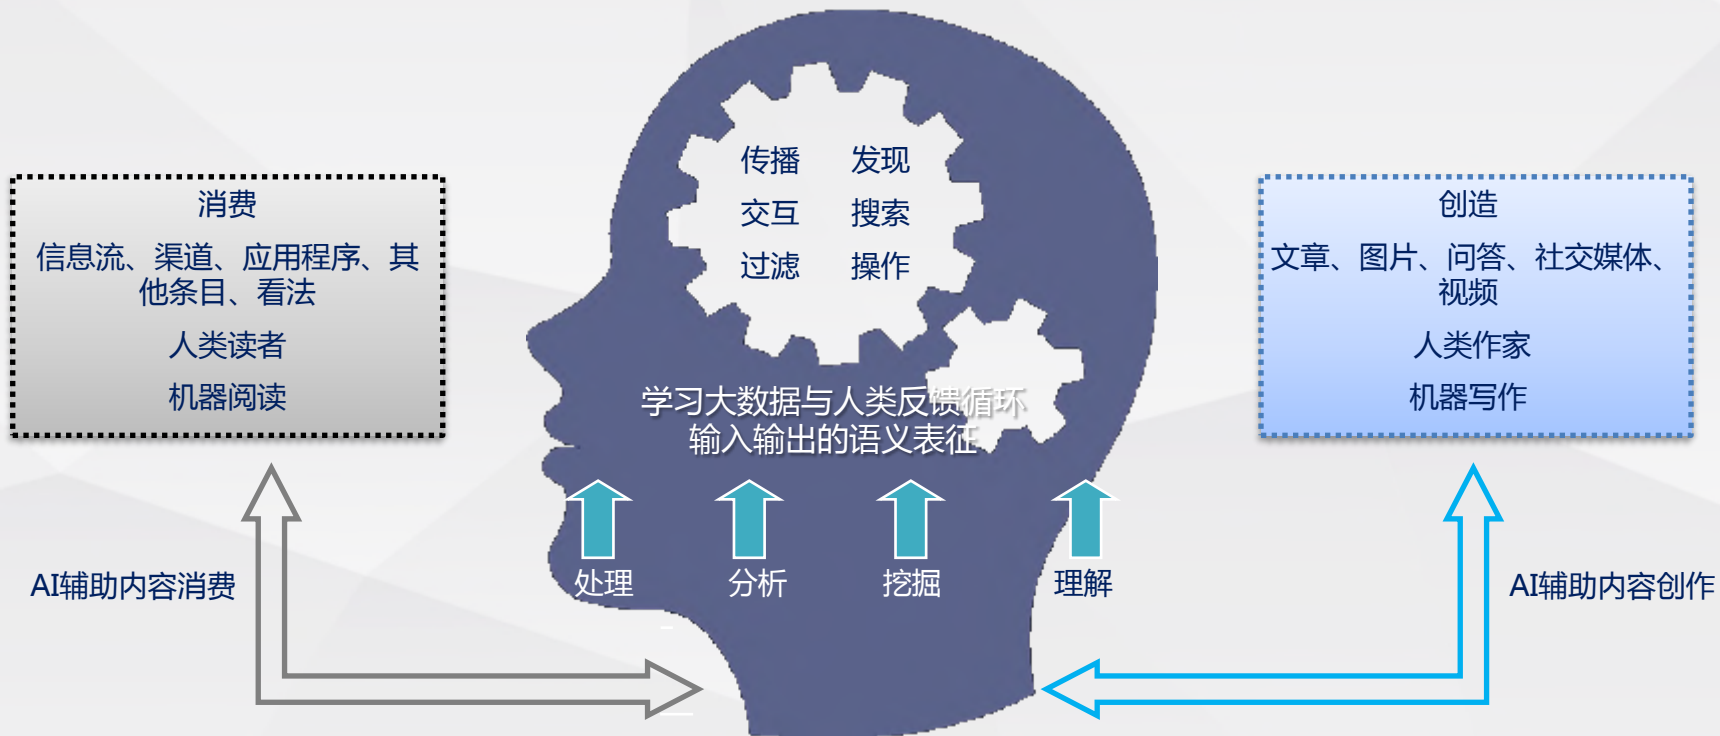 传播 发现
交互 搜索
过滤 操作
消费
信息流、渠道、应用程序、其
他条目、看法
人类读者
机器阅读
创造
文章、图片、问答、社交媒体、
视频
人类作家
机器写作
学习大数据与人类反馈循环
输入输出的语义表征
处理 分析 挖掘 理解
AI辅助内容消费
AI辅助内容创作